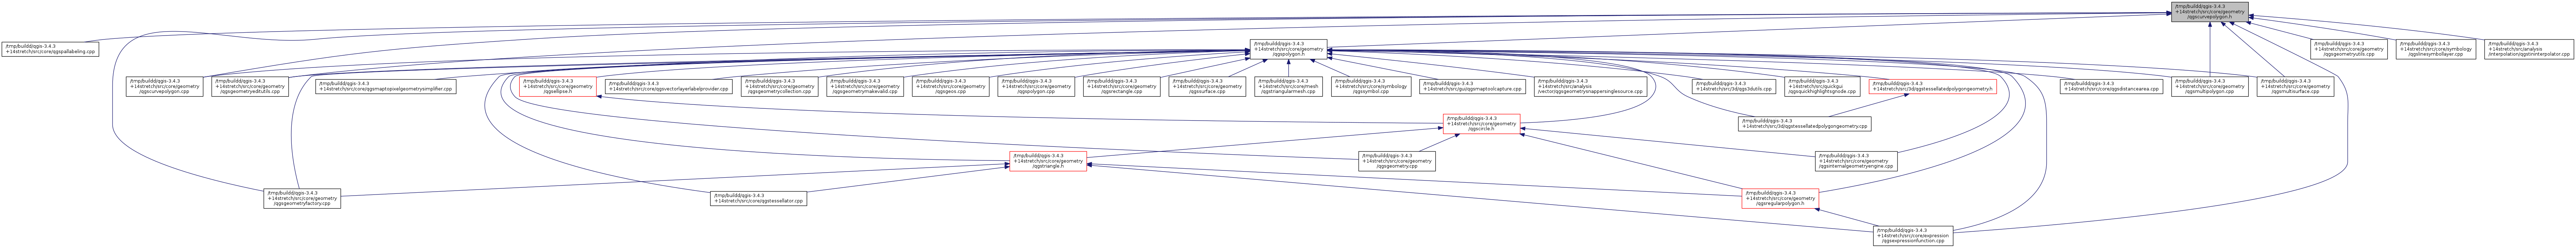 /tmp/buildd/qgis-3.4.3
+14stretch/src/core/geometry
/qgscurvepolygon.h
/tmp/buildd/qgis-3.4.3
+14stretch/src/core/qgspallabeling.cpp
/tmp/buildd/qgis-3.4.3
+14stretch/src/core/geometry
/qgspolygon.h
/tmp/buildd/qgis-3.4.3
+14stretch/src/core/geometry
/qgsgeometryutils.cpp
/tmp/buildd/qgis-3.4.3
+14stretch/src/core/symbology
/qgslinesymbollayer.cpp
/tmp/buildd/qgis-3.4.3
+14stretch/src/analysis
/interpolation/qgstininterpolator.cpp
/tmp/buildd/qgis-3.4.3
+14stretch/src/core/geometry
/qgscurvepolygon.cpp
/tmp/buildd/qgis-3.4.3
+14stretch/src/core/geometry
/qgsgeometryeditutils.cpp
/tmp/buildd/qgis-3.4.3
+14stretch/src/core/qgsmaptopixelgeometrysimplifier.cpp
/tmp/buildd/qgis-3.4.3
+14stretch/src/core/geometry
/qgsellipse.h
/tmp/buildd/qgis-3.4.3
+14stretch/src/core/qgsvectorlayerlabelprovider.cpp
/tmp/buildd/qgis-3.4.3
+14stretch/src/core/geometry
/qgsgeometrycollection.cpp
/tmp/buildd/qgis-3.4.3
+14stretch/src/core/geometry
/qgsgeometrymakevalid.cpp
/tmp/buildd/qgis-3.4.3
+14stretch/src/core/geometry
/qgsgeos.cpp
/tmp/buildd/qgis-3.4.3
+14stretch/src/core/geometry
/qgspolygon.cpp
/tmp/buildd/qgis-3.4.3
+14stretch/src/core/geometry
/qgsrectangle.cpp
/tmp/buildd/qgis-3.4.3
+14stretch/src/core/geometry
/qgssurface.cpp
/tmp/buildd/qgis-3.4.3
+14stretch/src/core/mesh
/qgstriangularmesh.cpp
/tmp/buildd/qgis-3.4.3
+14stretch/src/core/symbology
/qgssymbol.cpp
/tmp/buildd/qgis-3.4.3
+14stretch/src/gui/qgsmaptoolcapture.cpp
/tmp/buildd/qgis-3.4.3
+14stretch/src/analysis
/vector/qgsgeometrysnappersinglesource.cpp
/tmp/buildd/qgis-3.4.3
+14stretch/src/3d/qgs3dutils.cpp
/tmp/buildd/qgis-3.4.3
+14stretch/src/quickgui
/qgsquickhighlightsgnode.cpp
/tmp/buildd/qgis-3.4.3
+14stretch/src/3d/qgstessellatedpolygongeometry.h
/tmp/buildd/qgis-3.4.3
+14stretch/src/core/qgsdistancearea.cpp
/tmp/buildd/qgis-3.4.3
+14stretch/src/core/geometry
/qgsmultipolygon.cpp
/tmp/buildd/qgis-3.4.3
+14stretch/src/core/geometry
/qgsmultisurface.cpp
/tmp/buildd/qgis-3.4.3
+14stretch/src/core/geometry
/qgscircle.h
/tmp/buildd/qgis-3.4.3
+14stretch/src/3d/qgstessellatedpolygongeometry.cpp
/tmp/buildd/qgis-3.4.3
+14stretch/src/core/geometry
/qgstriangle.h
/tmp/buildd/qgis-3.4.3
+14stretch/src/core/geometry
/qgsgeometry.cpp
/tmp/buildd/qgis-3.4.3
+14stretch/src/core/geometry
/qgsinternalgeometryengine.cpp
/tmp/buildd/qgis-3.4.3
+14stretch/src/core/geometry
/qgsgeometryfactory.cpp
/tmp/buildd/qgis-3.4.3
+14stretch/src/core/qgstessellator.cpp
/tmp/buildd/qgis-3.4.3
+14stretch/src/core/geometry
/qgsregularpolygon.h
/tmp/buildd/qgis-3.4.3
+14stretch/src/core/expression
/qgsexpressionfunction.cpp